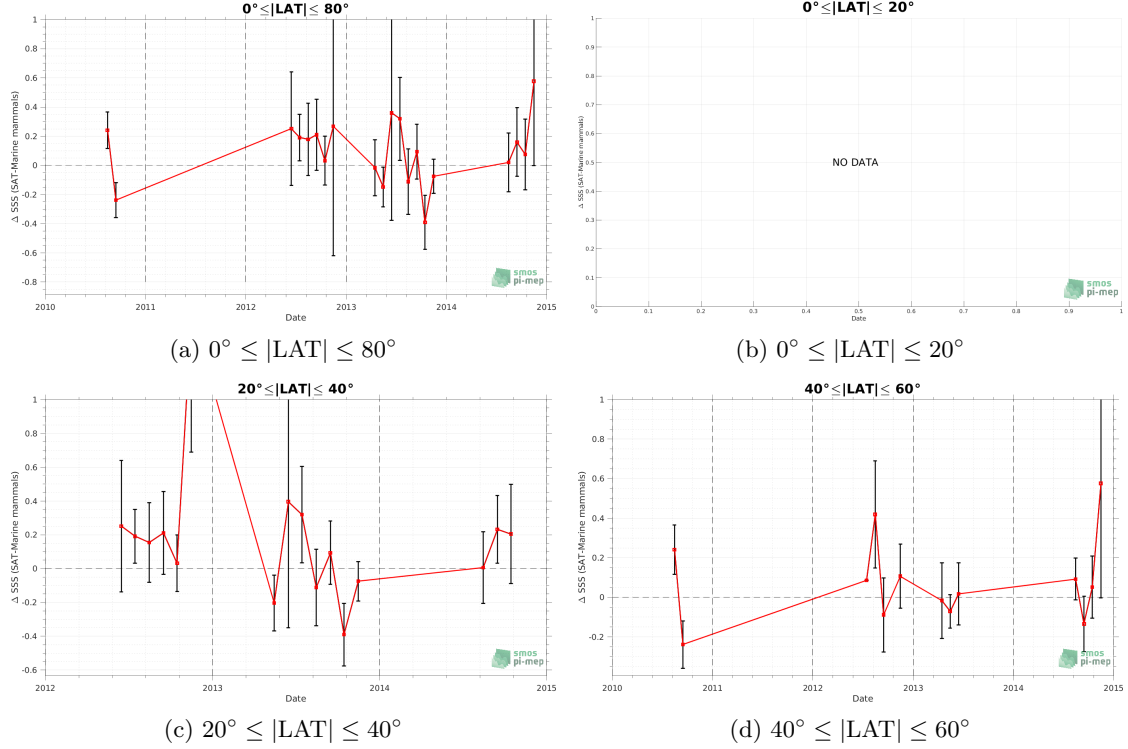 0°≤|LAT|≤ 80°
Δ SSS (SAT-Marine mammals)
1
0.8
0.6
0.4
0.2
0
-0.2
-0.4
-0.6
-0.8
2010 2011 2012 2013 2014 2015
Date
smos
pi-mep
(a) 0° ≤ |LAT| ≤ 80°
0°≤|LAT|≤ 20°
Δ SSS (SAT-Marine mammals)
1
0.9
0.8
0.7
0.6
0.5
0.4
0.3
0.2
0.1
0
NO DATA
0 0.1 0.2 0.3 0.4 0.5 0.6 0.7 0.8 0.9 1
Date
smos
pi-mep
(b) 0° ≤ |LAT| ≤ 20°
20°≤|LAT|≤ 40°
Δ SSS (SAT-Marine mammals)
1
0.8
0.6
0.4
0.2
0
-0.2
-0.4
-0.6
2012 2013 2014 2015
Date
smos
pi-mep
(c) 20° ≤ |LAT| ≤ 40°
40°≤|LAT|≤ 60°
Δ SSS (SAT-Marine mammals)
1
0.8
0.6
0.4
0.2
0
-0.2
2010 2011 2012 2013 2014 2015
Date
smos
pi-mep
(d) 40° ≤ |LAT| ≤ 60°